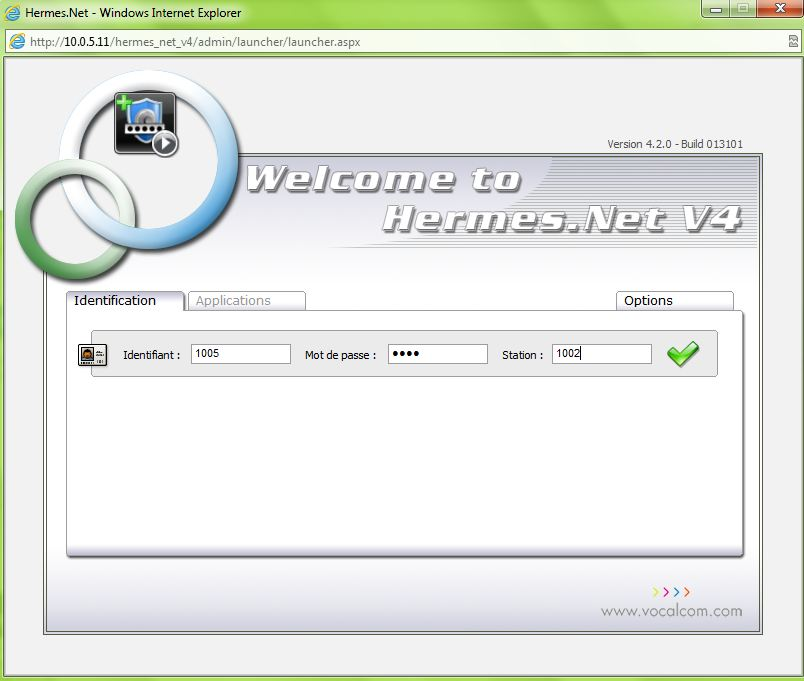 Hermes.Net - Windows Internet Explorer
http://10.0.5.11/hermes_net_v4/admin/launcher/launcher.aspx
Version 4.2.0 - Build 013101
Welcome to
Hermes.Net V4
Identification Applications Options
Identifiant : 1005 Mot de passe : •••• Station : 1002
www.vocalcom.com